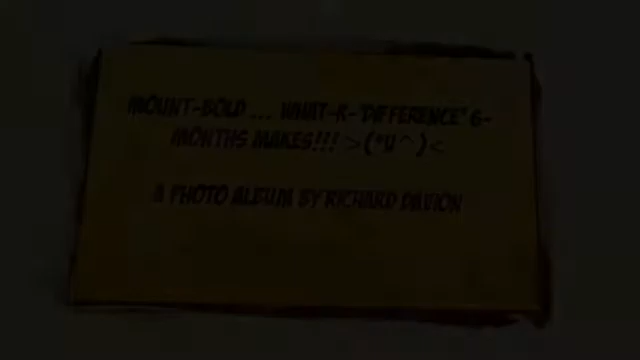 MOUNT-BOLD ... WHAT-R-'DIFFERENCE' 6-
MONTHS MAKES!!! >(*U^)<
A PHOTO ALBUM BY RICHARD DAVION